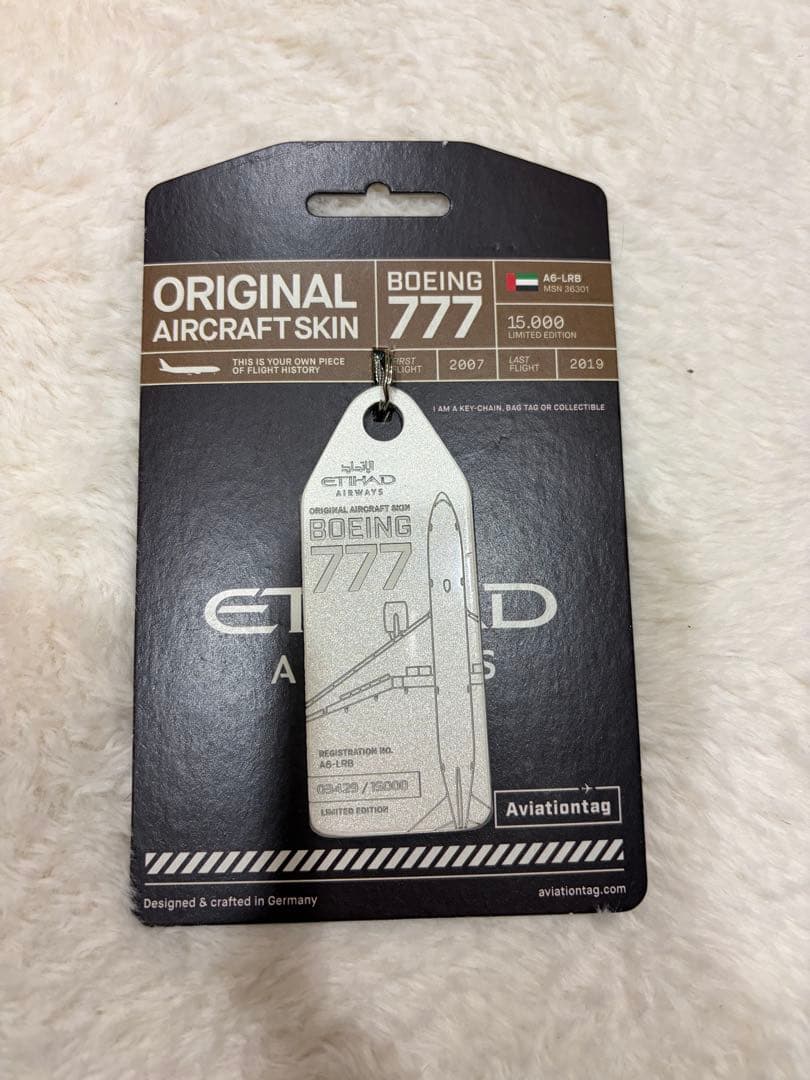 ORIGINAL
AIRCRAFT SKIN
BOEING
777
A6-LRB
MSN 36301
15.000
LIMITED EDITION
THIS IS YOUR OWN PIECE
OF FLIGHT HISTORY
FIRST
FLIGHT
2007
LAST
FLIGHT
2019
I AM A KEY-CHAIN, BAG TAG OR COLLECTIBLE
الإتحاد
ETIHAD
AIRWAYS
ORIGINAL AIRCRAFT SKIN
BOEING
777
REGISTRATION NO.
A6-LRB
03429 / 15000
LIMITED EDITION
Aviationtag
Designed & crafted in Germany
aviationtag.com